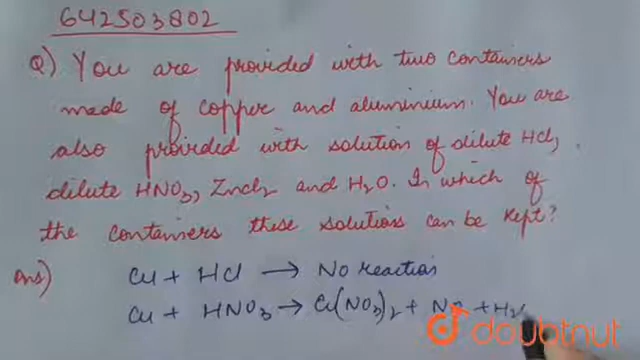 642503802
Q) You are provided with two containers
made of copper and aluminium. You are
also provided with solution of dilute HCl,
dilute HNO3, ZnCl2 and H2O. In which of
the containers these solutions can be kept?
Ans) Cu + HCl → No reaction
Cu + HNO3 → Cu(NO3)2 + + H2
doubtnut